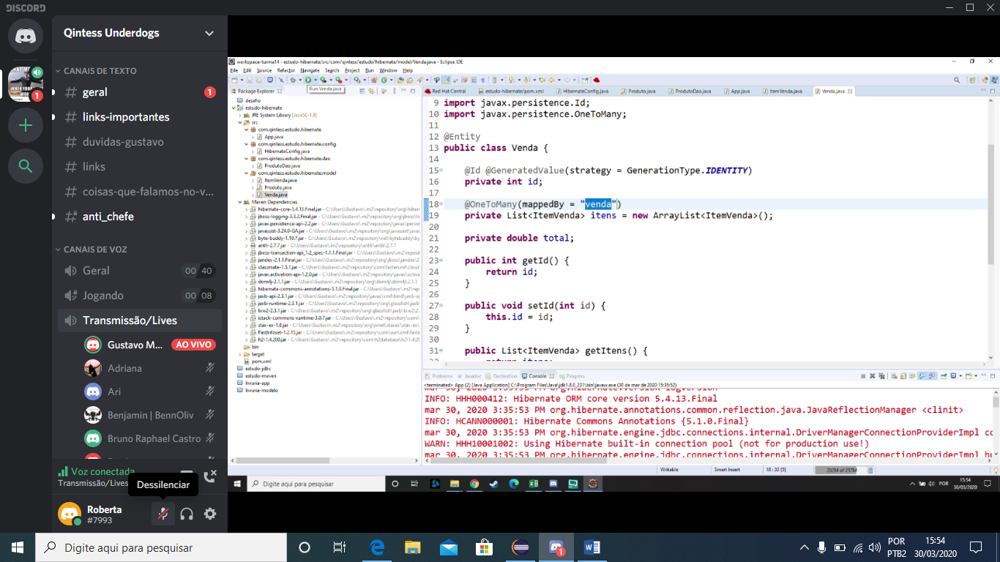 DISCORD
Qintess Underdogs
CANAIS DE TEXTO
# geral 1
# links-importantes
# duvidas-gustavo
# links
# coisas-que-falamos-no-v...
# anti_chefe
CANAIS DE VOZ
Geral 00 40
Jogando 00 08
Transmissão/Lives
Gustavo M... AO VIVO
Adriana
Ari
Benjamin | BennOliv
Bruno Raphael Castro
Voz conectada
Transmissão/Lives
Dessilenciar
Roberta
#7993
1
workspace-turma14 - estudo-hibernate/src/com/qintess/estudo/hibernate/model/Venda.java - Eclipse IDE
File Edit Source Refactor Navigate Search Project Run Window Help
Run Venda.java
Package Explorer
desafio
estudo-hibernate
JRE System Library [JavaSE-1.8]
src
com.qintess.estudo.hibernate
App.java
com.qintess.estudo.hibernate.config
HibernateConfig.java
com.qintess.estudo.hibernate.dao
ProdutoDao.java
com.qintess.estudo.hibernate.model
ItemVenda.java
Produto.java
Venda.java
Maven Dependencies
hibernate-core-5.4.13.Final.jar - C:\Users\Gustavo\.m2\repository\org\hiber
jboss-logging-3.3.2.Final.jar - C:\Users\Gustavo\.m2\repository\org\jboss\lo
javax.persistence-api-2.2.jar - C:\Users\Gustavo\.m2\repository\javax\persist
javassist-3.24.0-GA.jar - C:\Users\Gustavo\.m2\repository\org\javassist\javass
byte-buddy-1.10.7.jar - C:\Users\Gustavo\.m2\repository\net\bytebuddy\by
antlr-2.7.7.jar - C:\Users\Gustavo\.m2\repository\antlr\antlr\2.7.7
jboss-transaction-api_1.2_spec-1.1.1.Final.jar - C:\Users\Gustavo\.m2\reposit
jandex-2.1.1.Final.jar - C:\Users\Gustavo\.m2\repository\org\jboss\jandex\2
classmate-1.5.1.jar - C:\Users\Gustavo\.m2\repository\com\fasterxml\classm
javax.activation-api-1.2.0.jar - C:\Users\Gustavo\.m2\repository\javax\activa
dom4j-2.1.1.jar - C:\Users\Gustavo\.m2\repository\org\dom4j\dom4j\2.1.1
hibernate-commons-annotations-5.1.0.Final.jar - C:\Users\Gustavo\.m2\repo
jaxb-api-2.3.1.jar - C:\Users\Gustavo\.m2\repository\javax\xml\bind\jaxb-ap
jaxb-runtime-2.3.1.jar - C:\Users\Gustavo\.m2\repository\org\glassfish\jaxb
txw2-2.3.1.jar - C:\Users\Gustavo\.m2\repository\org\glassfish\jaxb\txw2\2.3
istack-commons-runtime-3.0.7.jar - C:\Users\Gustavo\.m2\repository\com\
stax-ex-1.8.jar - C:\Users\Gustavo\.m2\repository\org\jvnet\staxex\stax-ex\
FastInfoset-1.2.15.jar - C:\Users\Gustavo\.m2\repository\com\sun\xml\fastin
h2-1.4.200.jar - C:\Users\Gustavo\.m2\repository\com\h2database\h2\1.4.20
bin
target
pom.xml
estudo-jdbc
estudo-maven
livraria-app
livraria-modelo
Red Hat Central estudo-hibernate/pom.xml HibernateConfig.java Produto.java ProdutoDao.java App.java ItemVenda.java Venda.java
9 import javax.persistence.Id;
10 import javax.persistence.OneToMany;
11
12 @Entity
13 public class Venda {
14
15 @Id @GeneratedValue(strategy = GenerationType.IDENTITY)
16 private int id;
17
18 @OneToMany(mappedBy = "venda")
19 private List<ItemVenda> itens = new ArrayList<ItemVenda>();
20
21 private double total;
22
23 public int getId() {
24 return id;
25 }
26
27 public void setId(int id) {
28 this.id = id;
29 }
30
31 public List<ItemVenda> getItens() {
32 return itens;
Problems Javadoc Declaration Console Progress
<terminated> App (2) [Java Application] C:\Program Files\Java\jdk1.8.0_231\bin\javaw.exe (30 de mar de 2020 15:35:52)
mar 30, 2020 3:35:53 PM org.hibernate.Version logVersion
INFO: HHH000412: Hibernate ORM core version 5.4.13.Final
mar 30, 2020 3:35:53 PM org.hibernate.annotations.common.reflection.java.JavaReflectionManager <clinit>
INFO: HCANN000001: Hibernate Commons Annotations {5.1.0.Final}
mar 30, 2020 3:35:53 PM org.hibernate.engine.jdbc.connections.internal.DriverManagerConnectionProviderImpl co
WARN: HHH10001002: Using Hibernate built-in connection pool (not for production use!)
mar 30, 2020 3:35:53 PM org.hibernate.engine.jdbc.connections.internal.DriverManagerConnectionProviderImpl bu
Writable Smart Insert 18 : 33 [5] 202M of 257M
Digite aqui para pesquisar
POR 15:54
30/03/2020
Digite aqui para pesquisar
1
POR
PTB2
15:54
30/03/2020